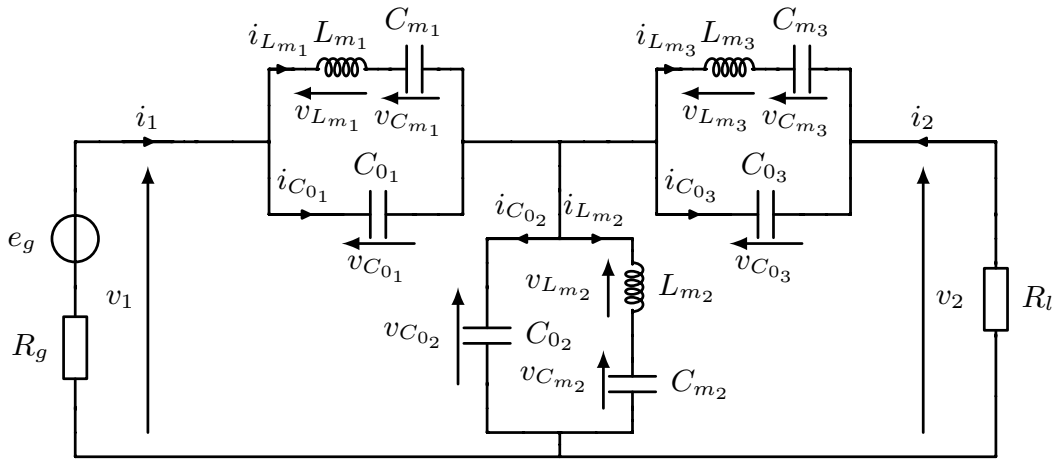 C_{m_1} C_{m_3}
i_{L_{m_1}} L_{m_1} i_{L_{m_3}} L_{m_3}
v_{L_{m_1}} v_{C_{m_1}} v_{L_{m_3}} v_{C_{m_3}}
i_1 i_2
C_{0_1} C_{0_3}
i_{C_{0_1}} i_{C_{0_3}}
i_{C_{0_2}} i_{L_{m_2}}
e_g v_{C_{0_1}} v_{C_{0_3}}
v_{L_{m_2}} L_{m_2}
v_1 v_2 R_l
R_g v_{C_{0_2}} C_{0_2}
v_{C_{m_2}} C_{m_2}